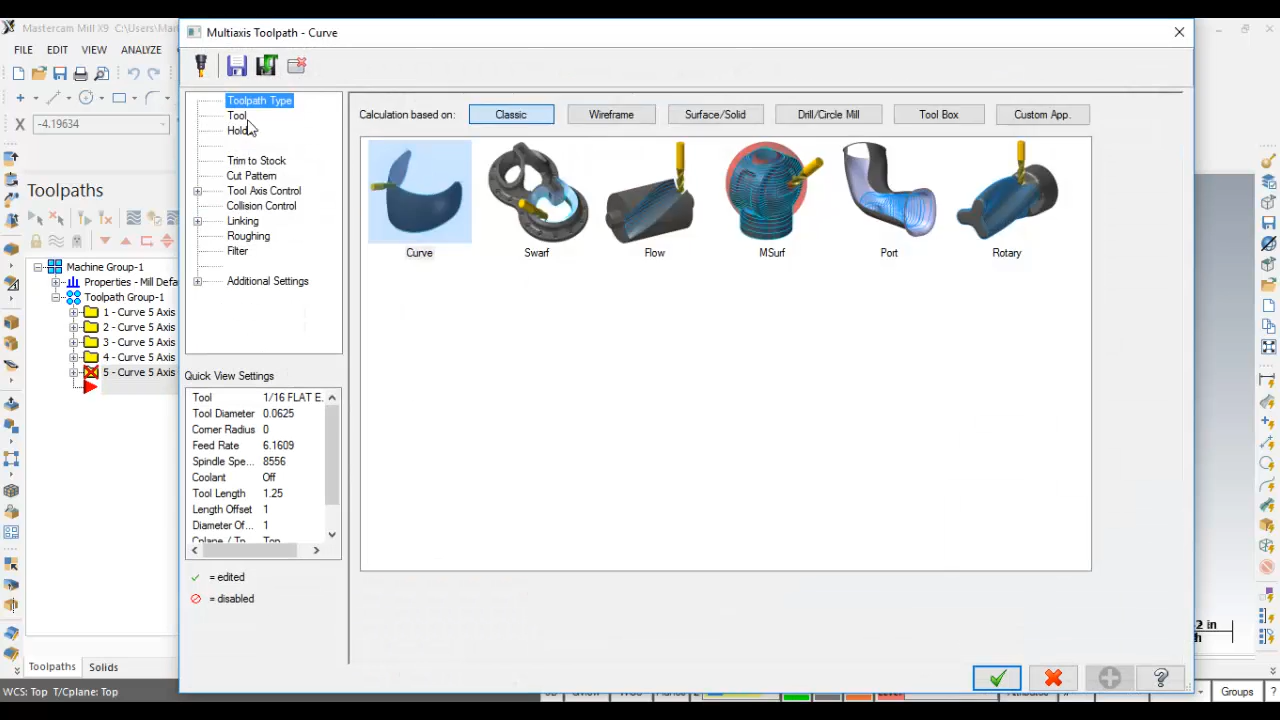 Mastercam Mill X9 C:\Users\Mar
Multiaxis Toolpath - Curve
FILE EDIT VIEW ANALYZE
-4.19634
Toolpaths
Machine Group-1
Properties - Mill Defa
Toolpath Group-1
1 - Curve 5 Axis
2 - Curve 5 Axis
3 - Curve 5 Axis
4 - Curve 5 Axis
5 - Curve 5 Axis
Toolpaths Solids
WCS: Top T/Cplane: Top
Toolpath Type
Tool
Trim to Stock
Cut Pattern
Tool Axis Control
Collision Control
Linking
Roughing
Filter
Additional Settings
Quick View Settings
Tool 1/16 FLAT E.
Tool Diameter 0.0625
Corner Radius 0
Feed Rate 6.1609
Spindle Spe... 8556
Coolant Off
Tool Length 1.25
Length Offset 1
Diameter Of... 1
= edited
= disabled
Calculation based on: Classic Wireframe Surface/Solid Drill/Circle Mill Tool Box Custom App.
Curve Swarf Flow MSurf Port Rotary
2 in
Groups